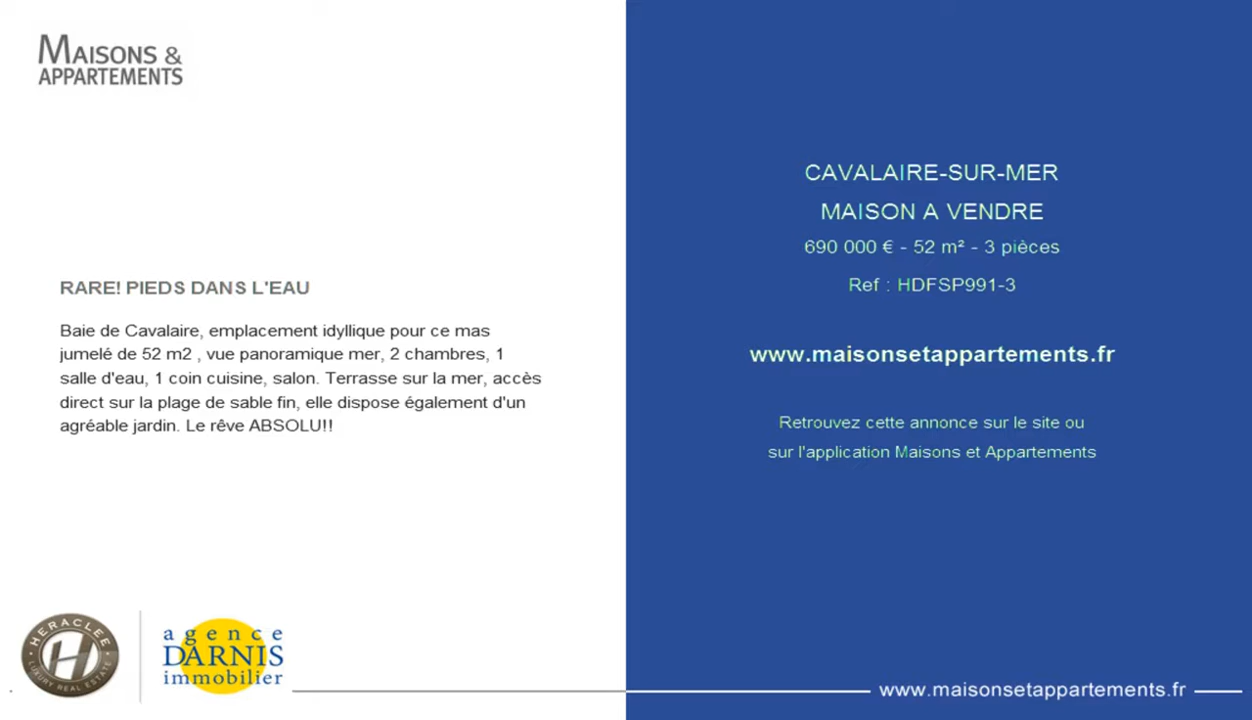 MAISONS &
APPARTEMENTS
RARE! PIEDS DANS L'EAU
Baie de Cavalaire, emplacement idyllique pour ce mas
jumelé de 52 m2 , vue panoramique mer, 2 chambres, 1
salle d'eau, 1 coin cuisine, salon. Terrasse sur la mer, accès
direct sur la plage de sable fin, elle dispose également d'un
agréable jardin. Le rêve ABSOLU!!
HERACLEE
H
LUXURY REAL ESTATE
agence
DARNIS
immobilier
CAVALAIRE-SUR-MER
MAISON A VENDRE
690 000 € - 52 m² - 3 pièces
Ref : HDFSP991-3
www.maisonsetappartements.fr
Retrouvez cette annonce sur le site ou
sur l'application Maisons et Appartements
www.maisonsetappartements.fr